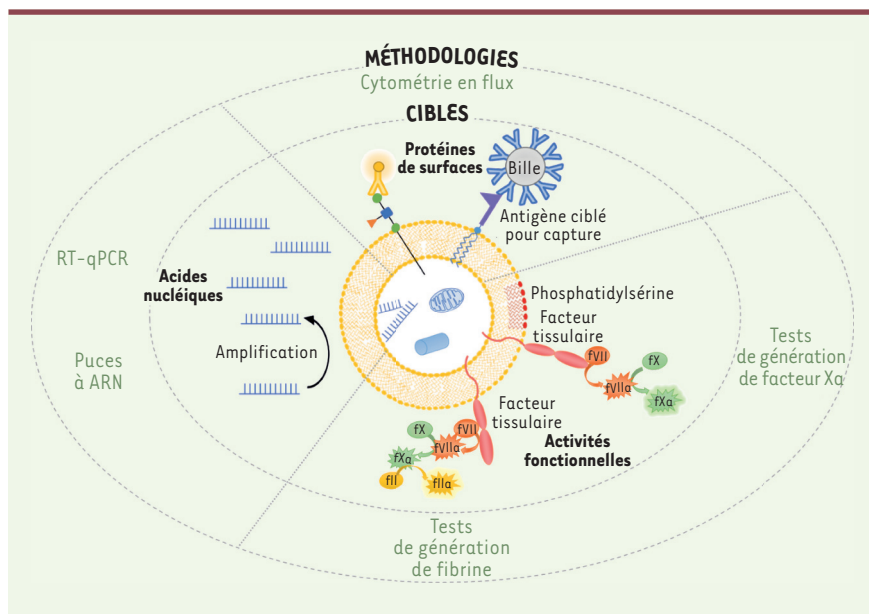 MÉTHODOLOGIES
Cytométrie en flux
CIBLES
Protéines
de surfaces
Bille
Antigène ciblé
pour capture
RT-qPCR
Acides
nucléiques
Amplification
Puces
à ARN
Phosphatidylsérine
Facteur
tissulaire
fVII
fVIIa
fX
fXa
Tests
de génération
de facteur Xa
Facteur
tissulaire
Activités
fonctionnelles
fX
fVII
fVIIa
fXa
fII
fIIa
Tests
de génération
de fibrine